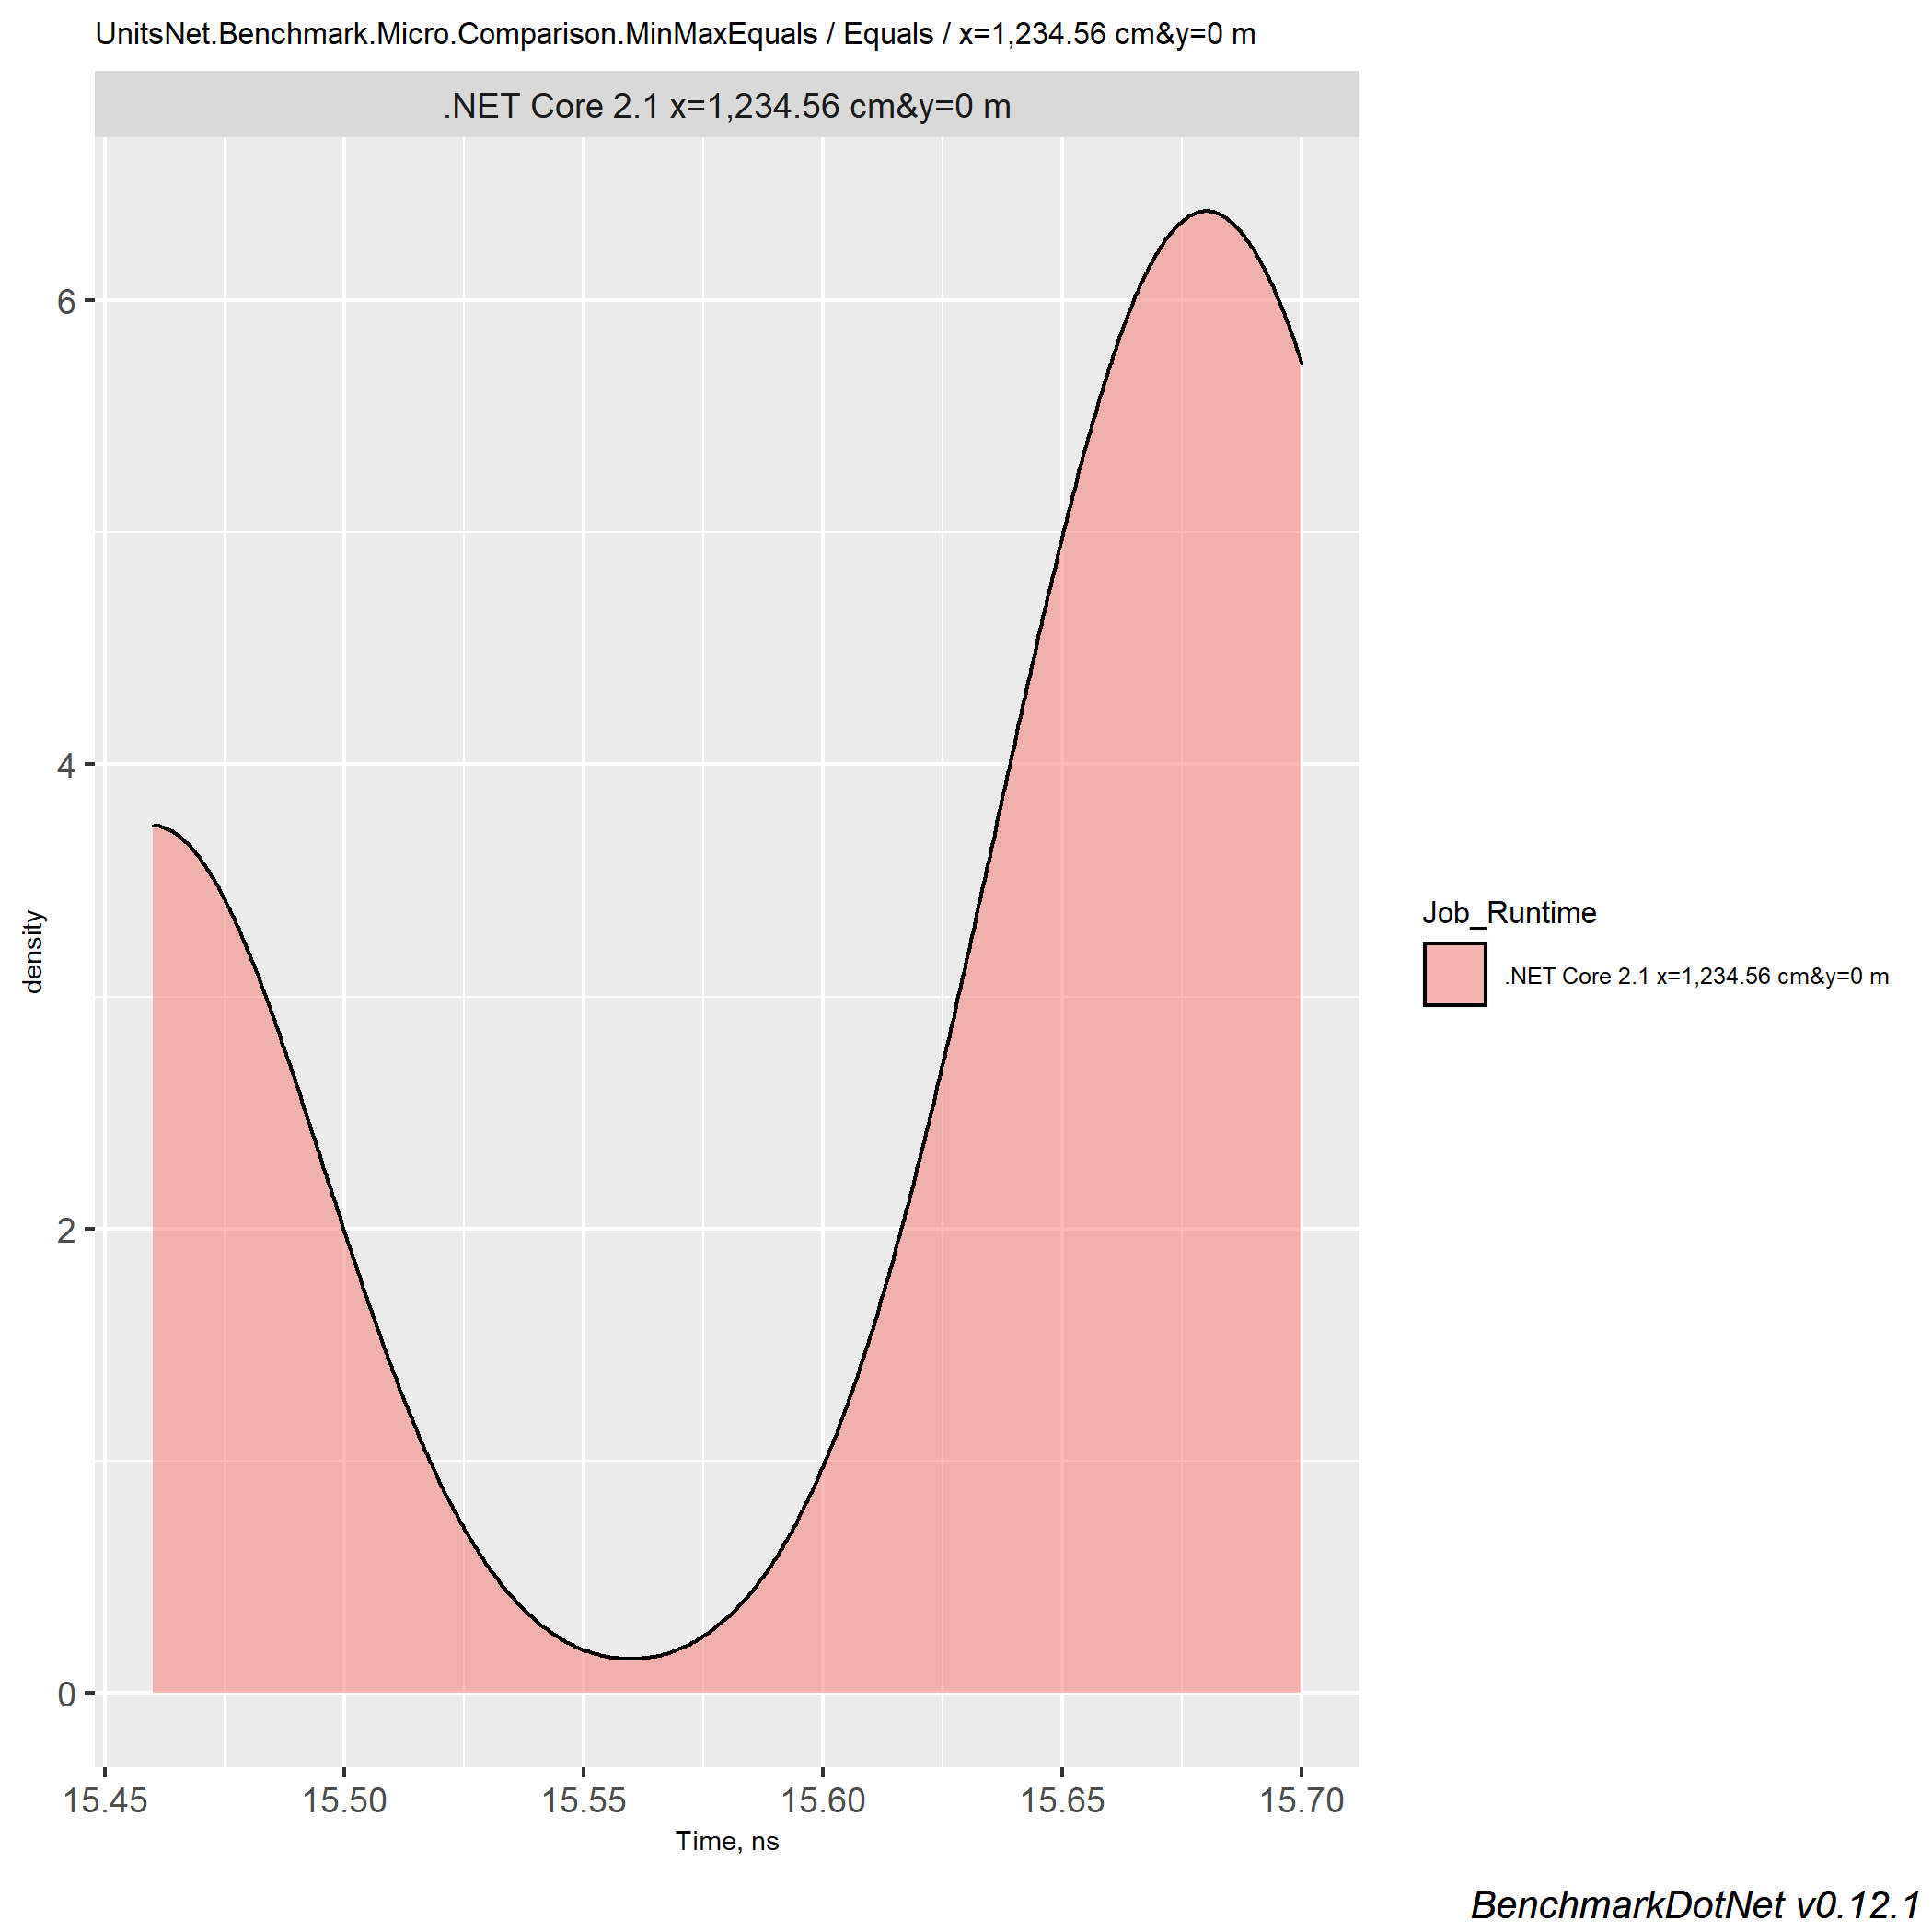 UnitsNet.Benchmark.Micro.Comparison.MinMaxEquals / Equals / x=1,234.56 cm&y=0 m
.NET Core 2.1 x=1,234.56 cm&y=0 m
6
4
2
0
density
15.45 15.50 15.55 15.60 15.65 15.70
Time, ns
Job_Runtime
.NET Core 2.1 x=1,234.56 cm&y=0 m
BenchmarkDotNet v0.12.1